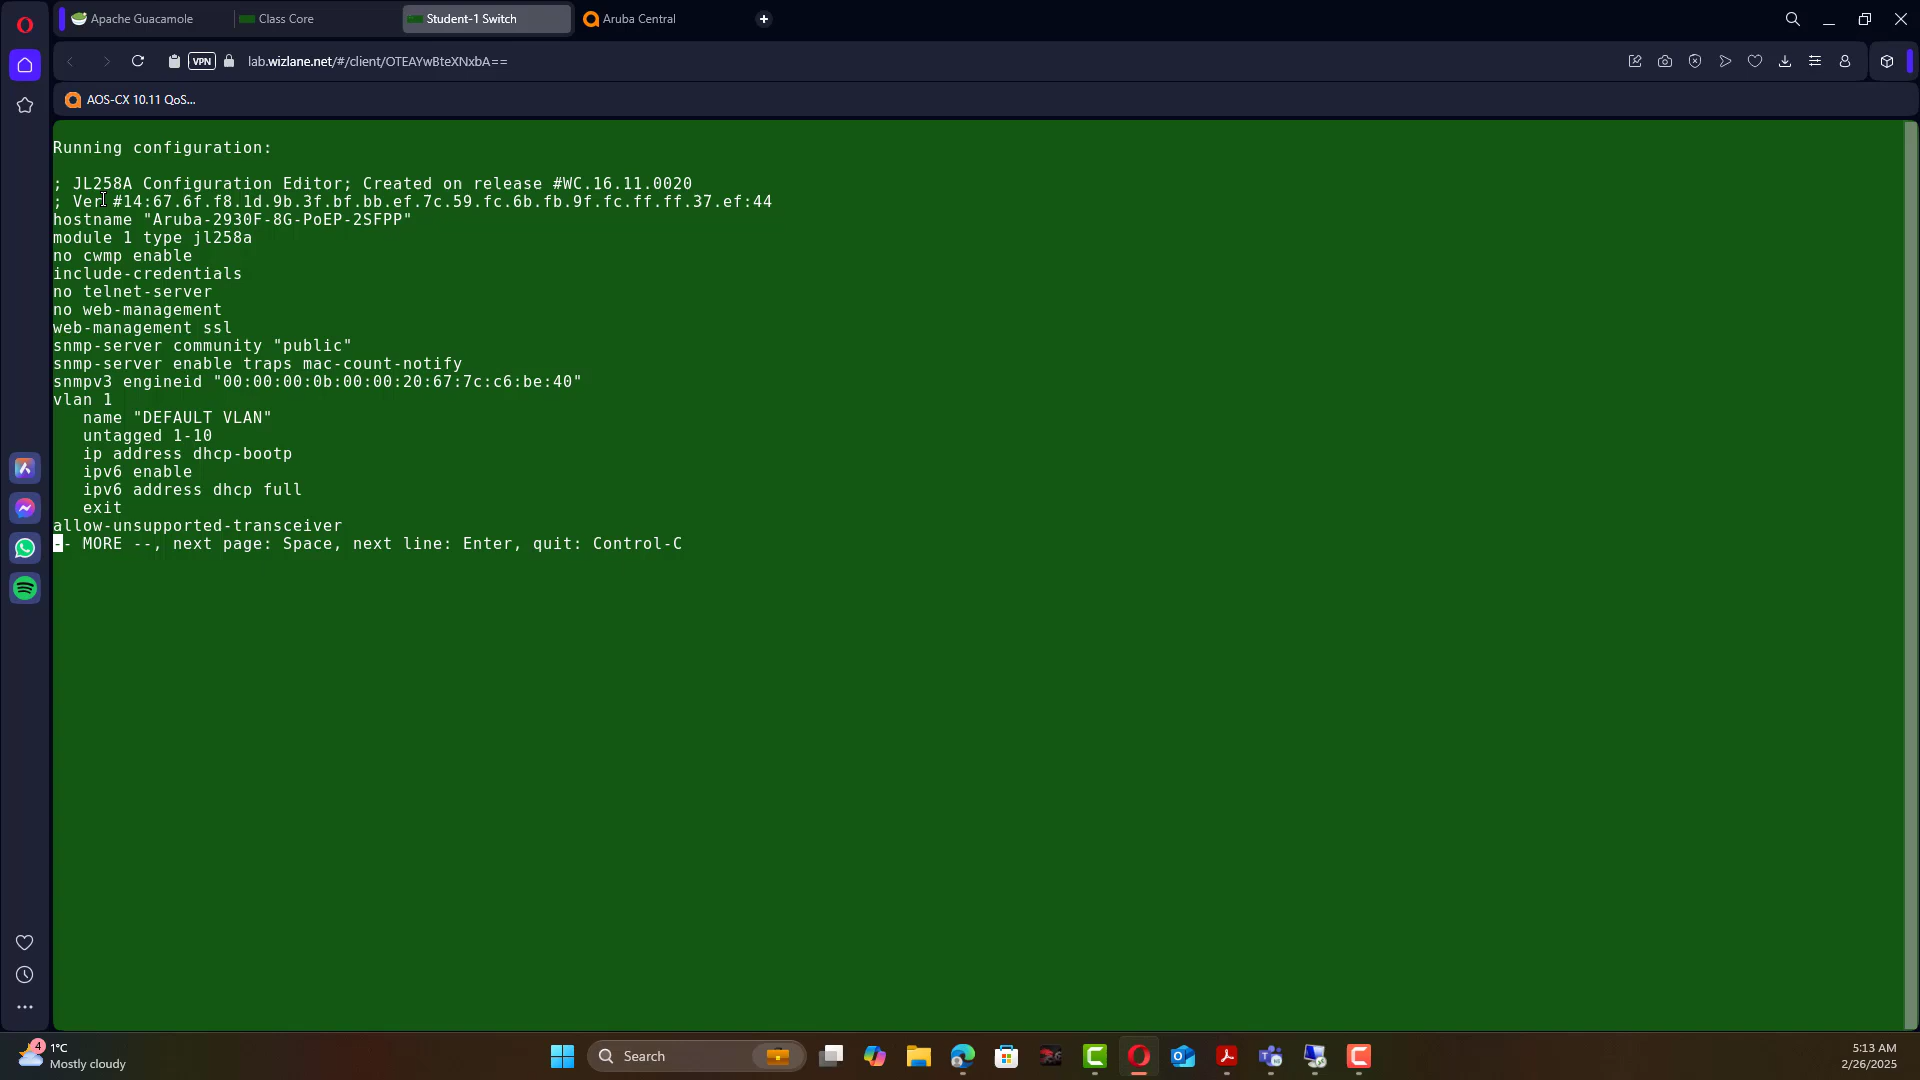 Apache Guacamole
Class Core
Student-1 Switch
Aruba Central
VPN
lab.wizlane.net/#/client/OTEAYwBteXNxbA==
AOS-CX 10.11 QoS...
Running configuration:
; JL258A Configuration Editor; Created on release #WC.16.11.0020
; Ver #14:67.6f.f8.1d.9b.3f.bf.bb.ef.7c.59.fc.6b.fb.9f.fc.ff.ff.37.ef:44
hostname "Aruba-2930F-8G-PoEP-2SFPP"
module 1 type jl258a
no cwmp enable
include-credentials
no telnet-server
no web-management
web-management ssl
snmp-server community "public"
snmp-server enable traps mac-count-notify
snmpv3 engineid "00:00:00:0b:00:00:20:67:7c:c6:be:40"
vlan 1
name "DEFAULT VLAN"
untagged 1-10
ip address dhcp-bootp
ipv6 enable
ipv6 address dhcp full
exit
allow-unsupported-transceiver
-- MORE --, next page: Space, next line: Enter, quit: Control-C
4
1°C
Mostly cloudy
Search
5:13 AM
2/26/2025